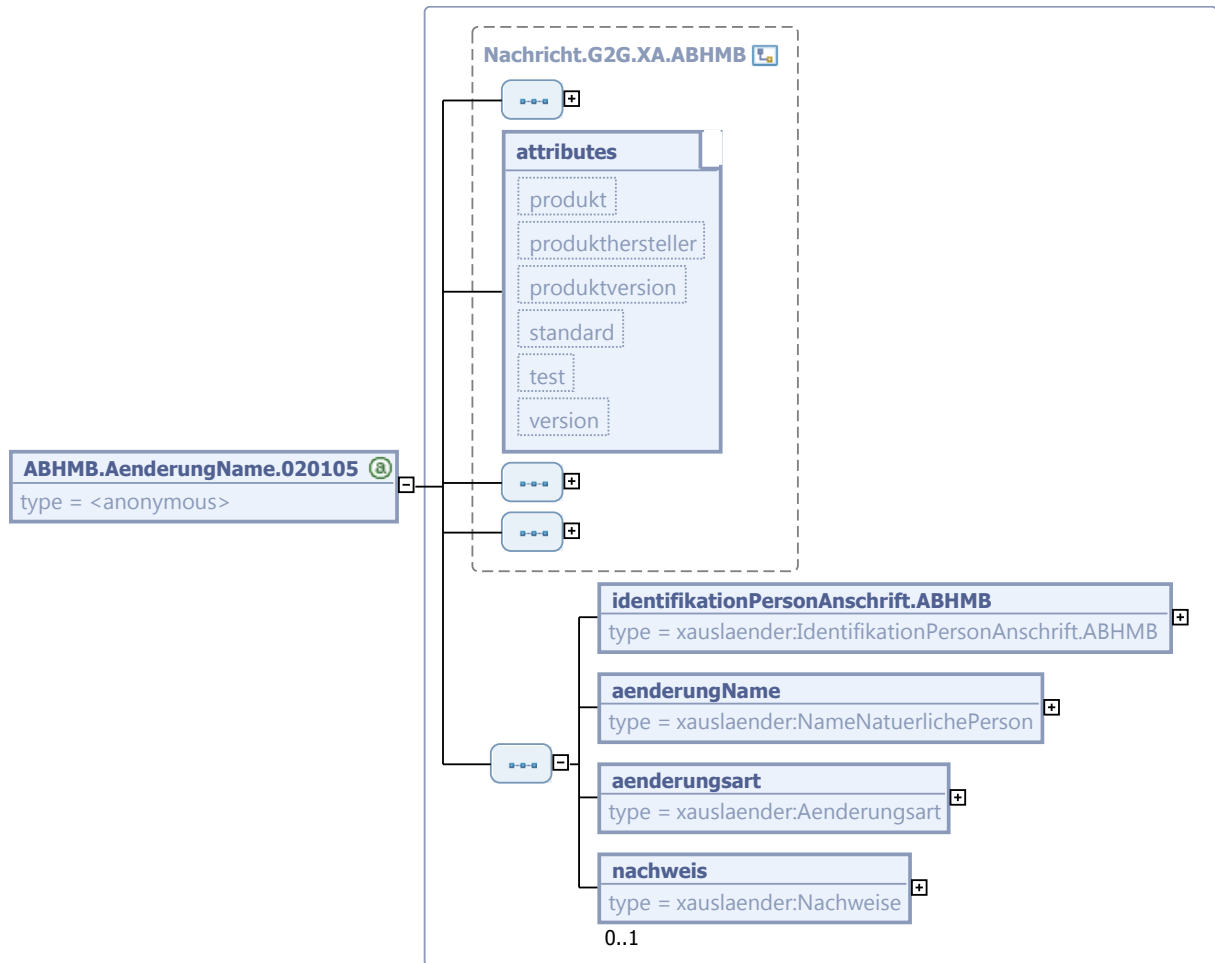 Nachricht.G2G.XA.ABHMB
attributes
produkt
produkthersteller
produktversion
standard
test
version
ABHMB.AenderungName.020105
type = <anonymous>
identifikationPersonAnschrift.ABHMB
type = xauslaender:IdentifikationPersonAnschrift.ABHMB
aenderungName
type = xauslaender:NameNatuerlichePerson
aenderungsart
type = xauslaender:Aenderungsart
nachweis
type = xauslaender:Nachweise
0..1